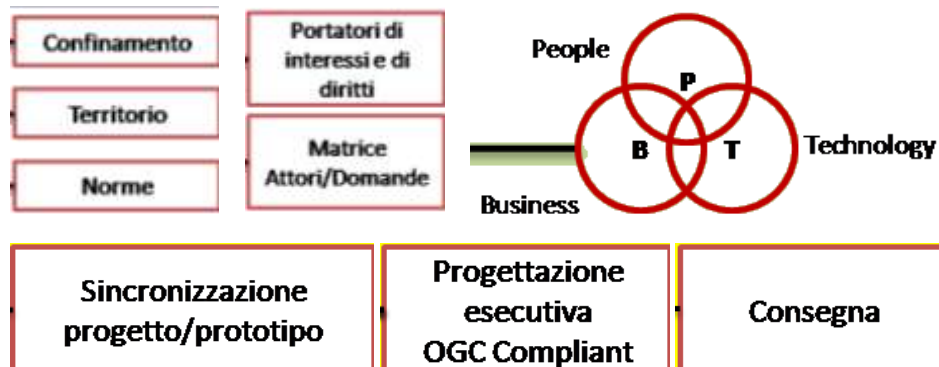 Confinamento
Territorio
Norme
Portatori di
interessi e di
diritti
Matrice
Attori/Domande
People
P
B
T
Technology
Business
Sincronizzazione
progetto/prototipo
Progettazione
esecutiva
OGC Compliant
Consegna